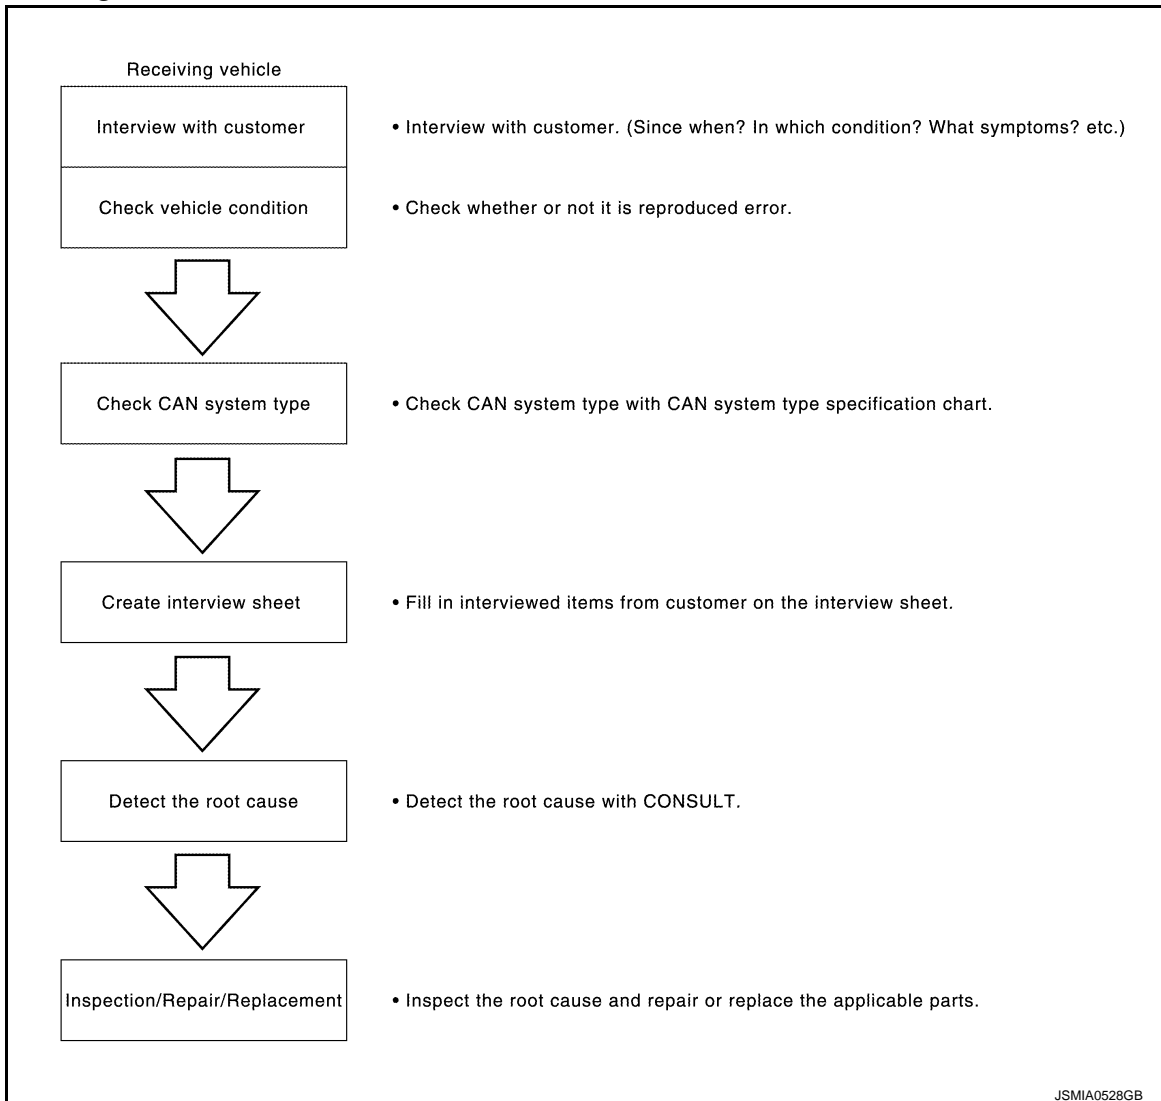 Receiving vehicle
Interview with customer
• Interview with customer. (Since when? In which condition? What symptoms? etc.)
Check vehicle condition
• Check whether or not it is reproduced error.
Check CAN system type
• Check CAN system type with CAN system type specification chart.
Create interview sheet
• Fill in interviewed items from customer on the interview sheet.
Detect the root cause
• Detect the root cause with CONSULT.
Inspection/Repair/Replacement
• Inspect the root cause and repair or replace the applicable parts.
JSMIA0528GB